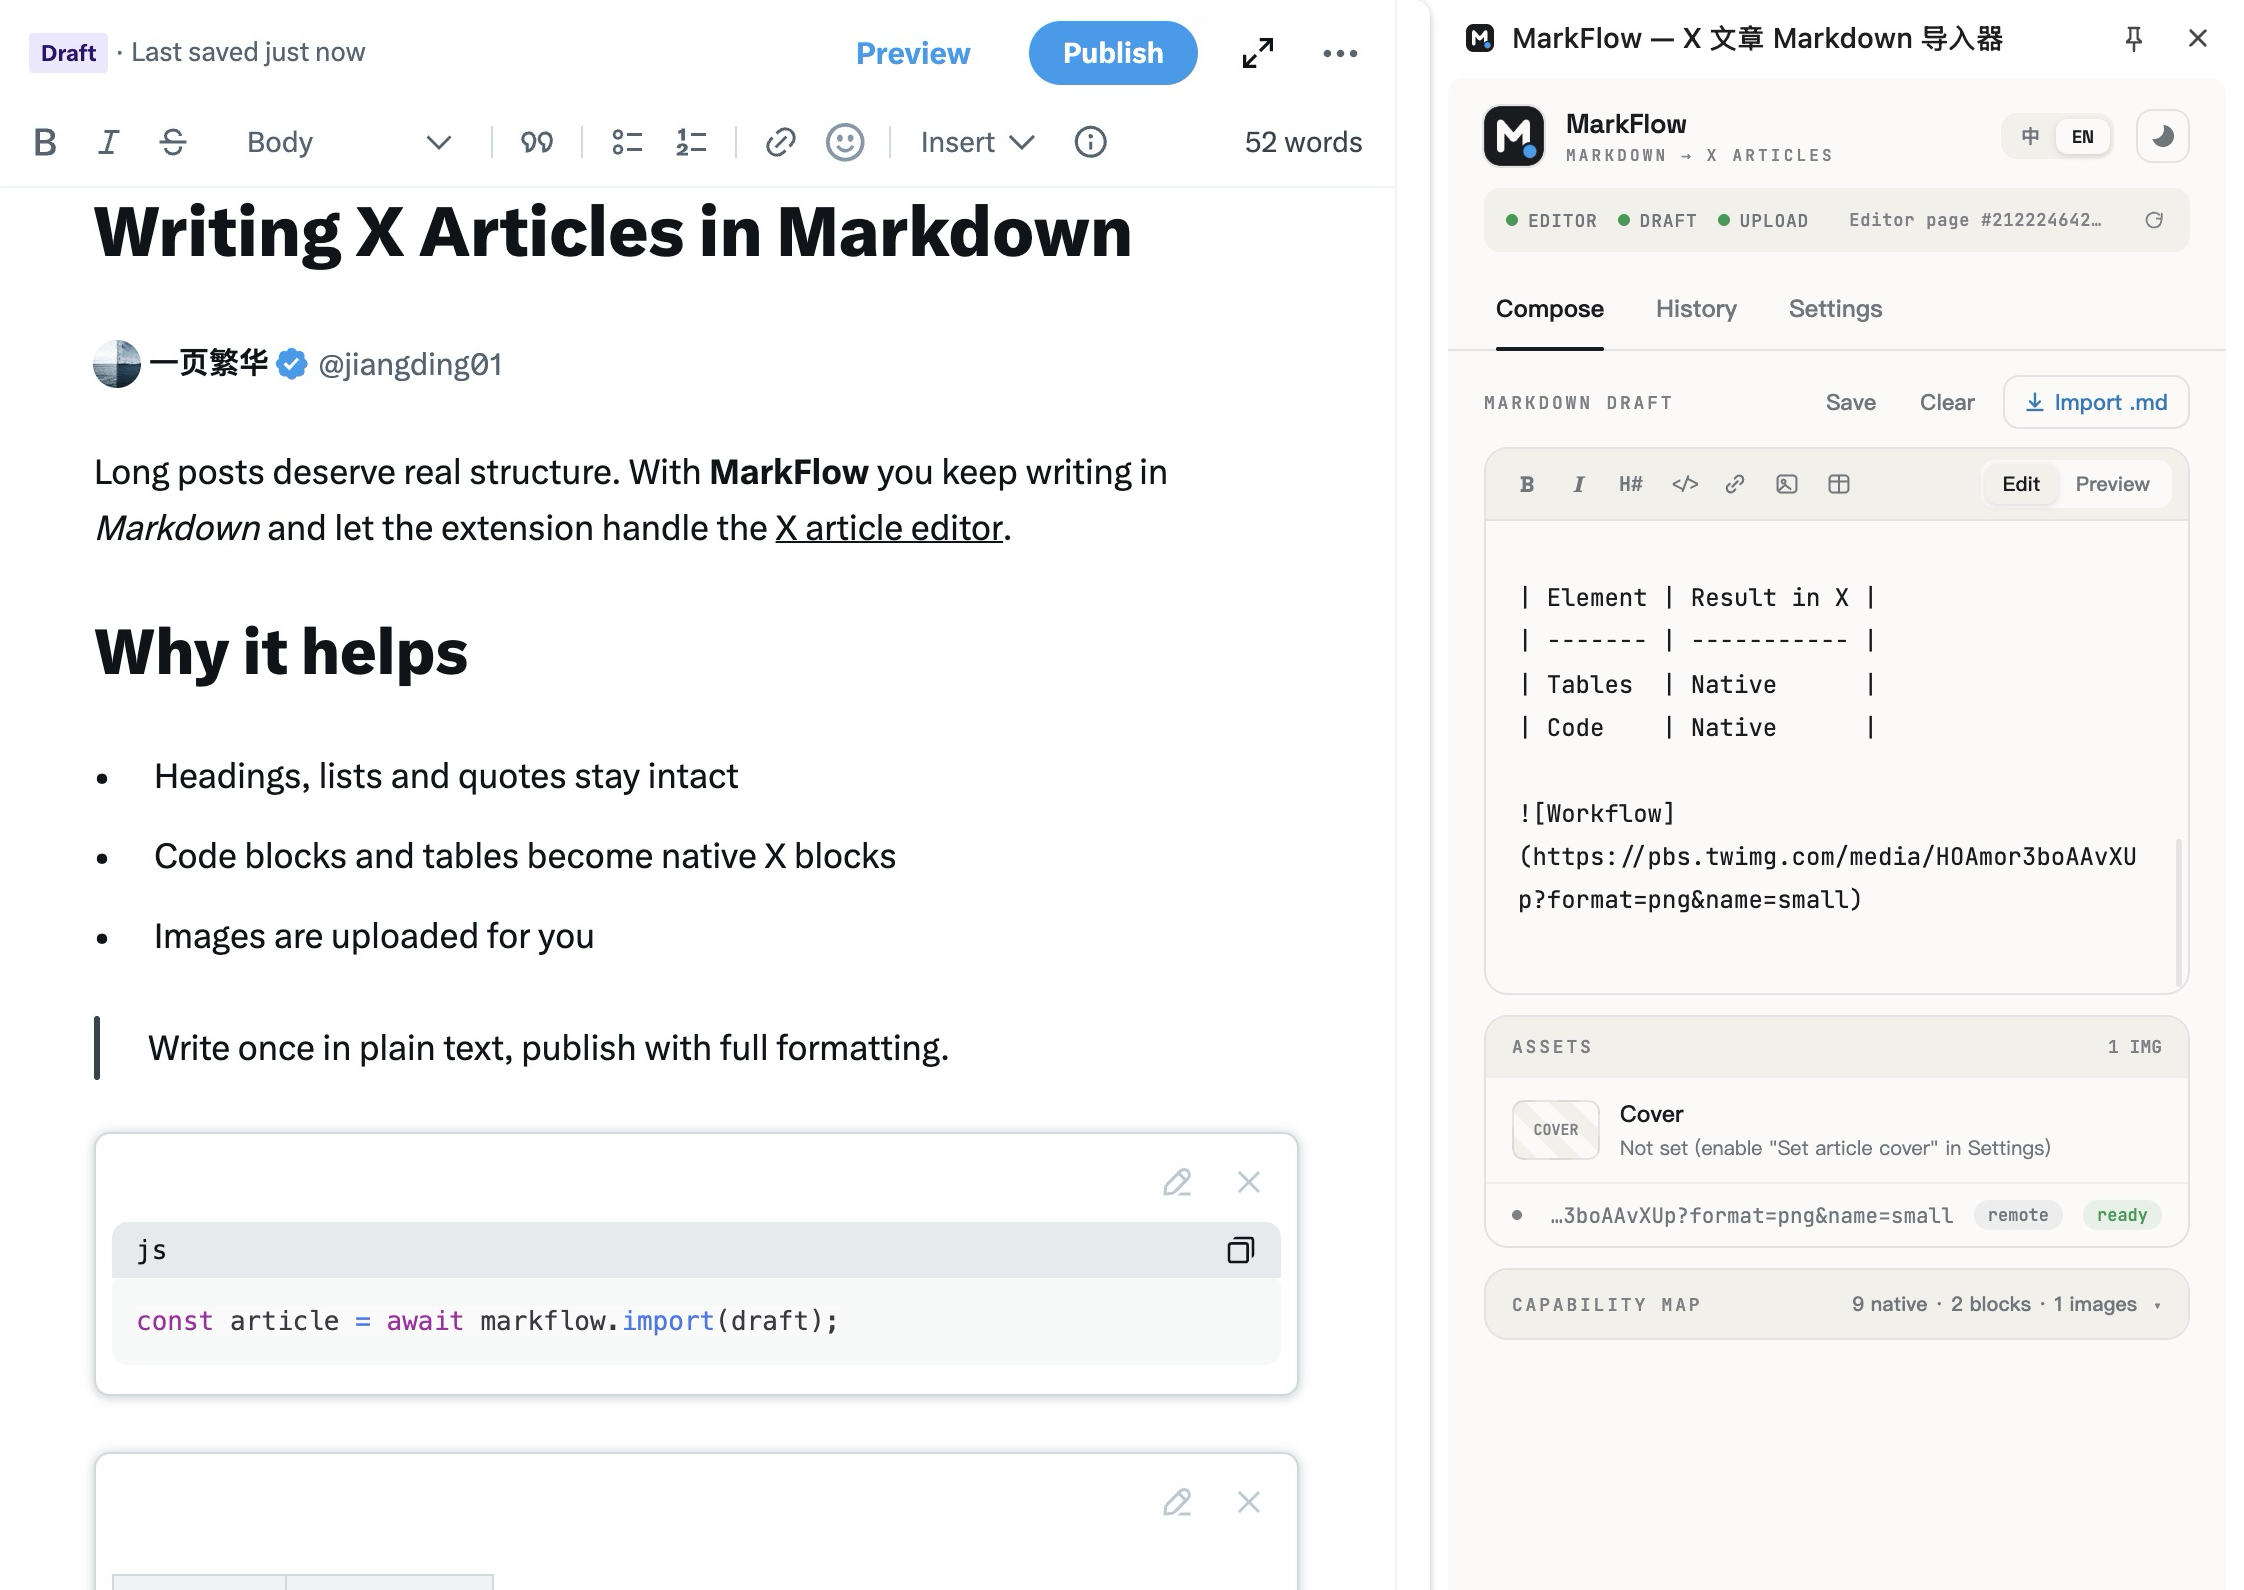 Draft · Last saved just now
Preview
Publish
Body
Insert
52 words
Writing X Articles in Markdown
一页繁华 @jiangding01
Long posts deserve real structure. With MarkFlow you keep writing in
Markdown and let the extension handle the X article editor.
Why it helps
• Headings, lists and quotes stay intact
• Code blocks and tables become native X blocks
• Images are uploaded for you
Write once in plain text, publish with full formatting.
js
const article = await markflow.import(draft);
MarkFlow — X 文章 Markdown 导入器
MarkFlow
MARKDOWN → X ARTICLES
中 EN
EDITOR DRAFT UPLOAD Editor page #212224642…
Compose History Settings
MARKDOWN DRAFT Save Clear Import .md
B I H# </> Edit Preview
| Element | Result in X |
| ------- | ----------- |
| Tables  | Native      |
| Code    | Native      |
![Workflow]
(https://pbs.twimg.com/media/HOAmor3boAAvXU
p?format=png&name=small)
ASSETS 1 IMG
COVER
Cover
Not set (enable "Set article cover" in Settings)
…3boAAvXUp?format=png&name=small remote ready
CAPABILITY MAP 9 native · 2 blocks · 1 images